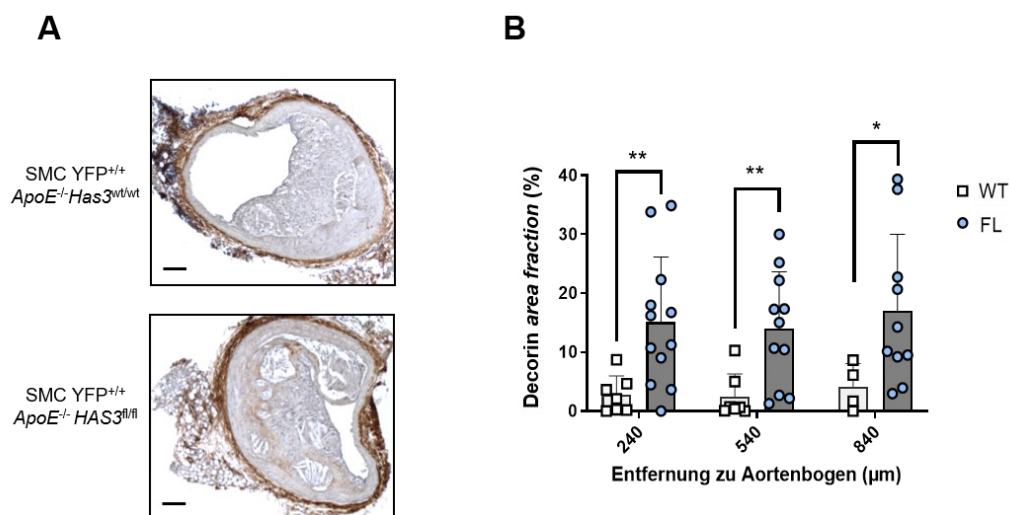 A
SMC YFP+/+
ApoE-/-Has3wt/wt
SMC YFP+/+
ApoE-/- HAS3fl/fl
B
Decorin area fraction (%)
40
30
20
10
0
**
**
*
240
540
840
Entfernung zu Aortenbogen (µm)
WT
FL